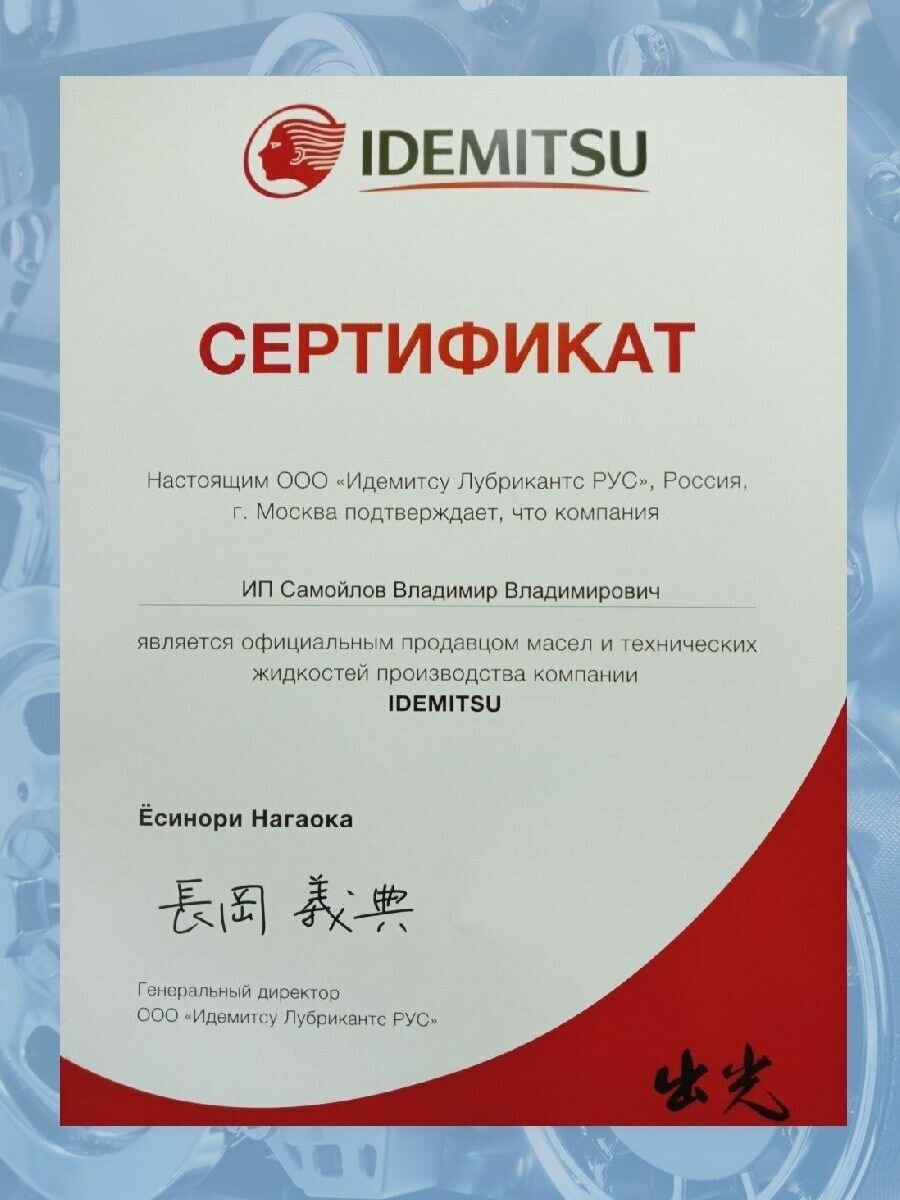 IDEMITSU
СЕРТИФИКАТ
Настоящим ООО «Идемитсу Лубрикантс РУС», Россия,
г. Москва подтверждает, что компания
ИП Самойлов Владимир Владимирович
является официальным продавцом масел и технических
жидкостей производства компании
IDEMITSU
Ёсинори Нагаока
長岡 義典
Генеральный директор
ООО «Идемитсу Лубрикантс РУС»
出光